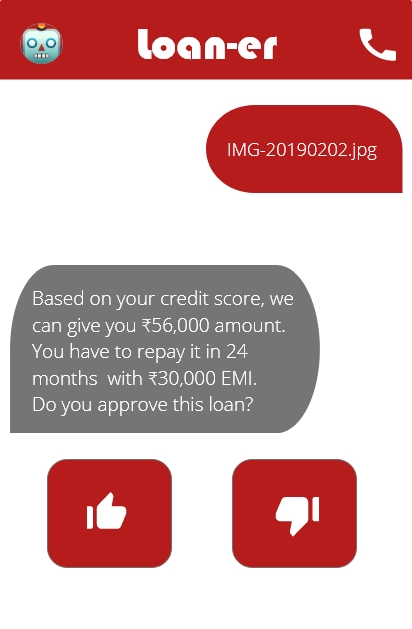 Loan-er
IMG-20190202.jpg
Based on your credit score, we
can give you ₹56,000 amount.
You have to repay it in 24
months with ₹30,000 EMI.
Do you approve this loan?